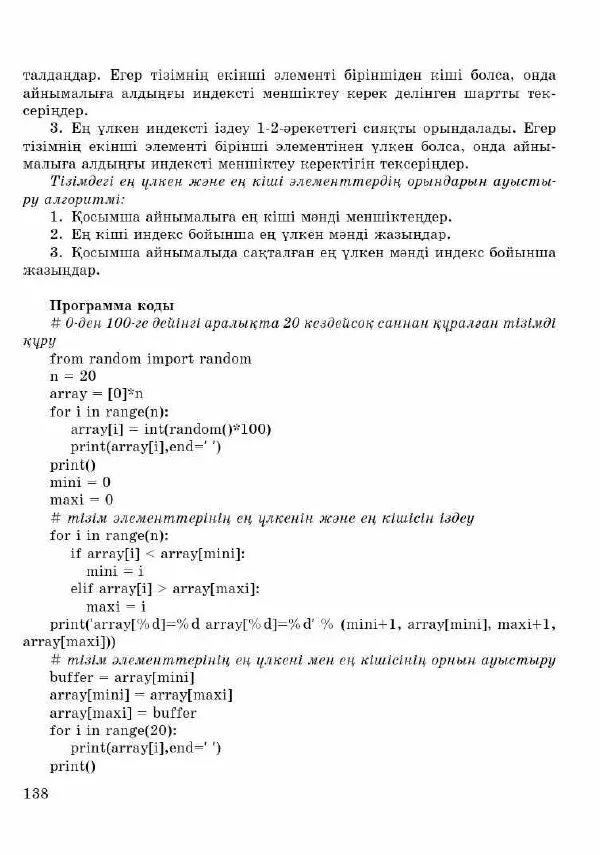 талдаңдар. Егер тізімнің екінші элементі біріншіден кіші болса, онда
айнымалыға алдыңғы индексті меншіктеу керек делінген шартты тек-
серіңдер.
3. Ең үлкен индексті іздеу 1-2-әрекеттегі сияқты орындалады. Егер
тізімнің екінші элементі бірінші элементінен үлкен болса, онда айны-
малыға алдыңғы индексті меншіктеу керектігін тексеріңдер.
Тізімдегі ең үлкен және ең кіші элементтердің орындарын ауысты-
ру алгоритмі:
1. Қосымша айнымалыға ең кіші мәнді меншіктеңдер.
2. Ең кіші индекс бойынша ең үлкен мәнді жазыңдар.
3. Қосымша айнымалыда сақталған ең үлкен мәнді индекс бойынша
жазыңдар.
Программа коды
# 0-ден 100-ге дейінгі аралықта 20 кездейсоқ саннан құралған тізімді
құру
from random import random
n = 20
array = [0]*n
for i in range(n):
array[i] = int(random()*100)
print(array[i],end=' ')
print()
mini = 0
maxi = 0
# тізім элементтерінің ең үлкенін және ең кішісін іздеу
for i in range(n):
if array[i] < array[mini]:
mini = i
elif array[i] > array[maxi]:
maxi = i
print('array[%d]=%d array[%d]=%d' % (mini+1, array[mini], maxi+1,
array[maxi]))
# тізім элементтерінің ең үлкені мен ең кішісінің орнын ауыстыру
buffer = array[mini]
array[mini] = array[maxi]
array[maxi] = buffer
for i in range(20):
print(array[i],end=' ')
print()
138